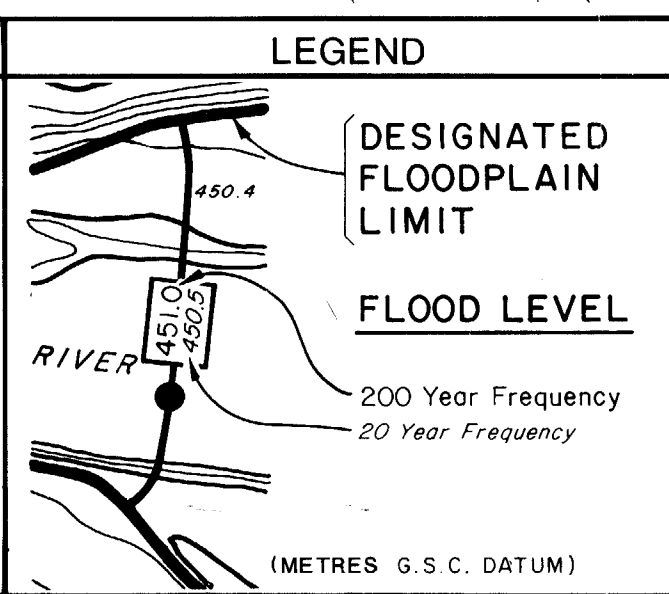 LEGEND
DESIGNATED
FLOODPLAIN
LIMIT
450.4
FLOOD LEVEL
451.0
450.5
RIVER
200 Year Frequency
20 Year Frequency
(METRES G.S.C. DATUM)